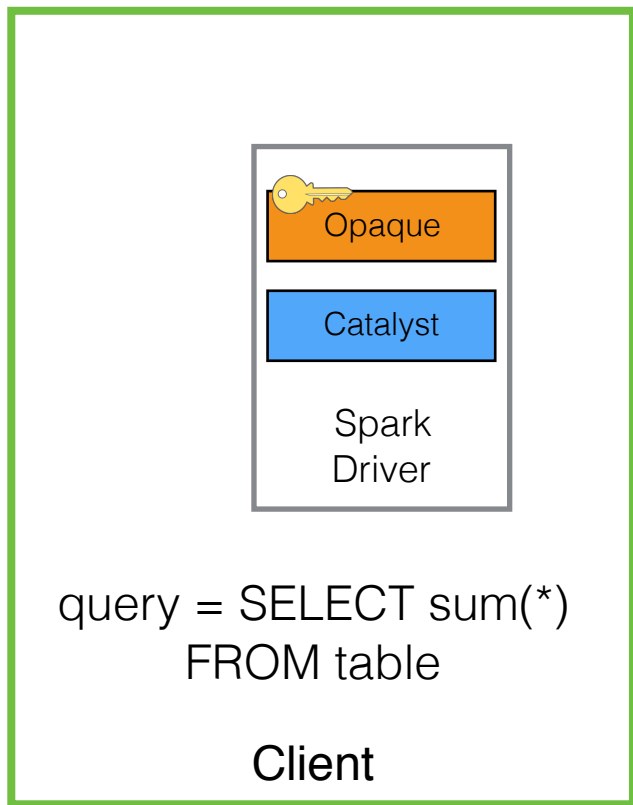 Opaque
Catalyst
Spark
Driver
query = SELECT sum(*)
FROM table
Client